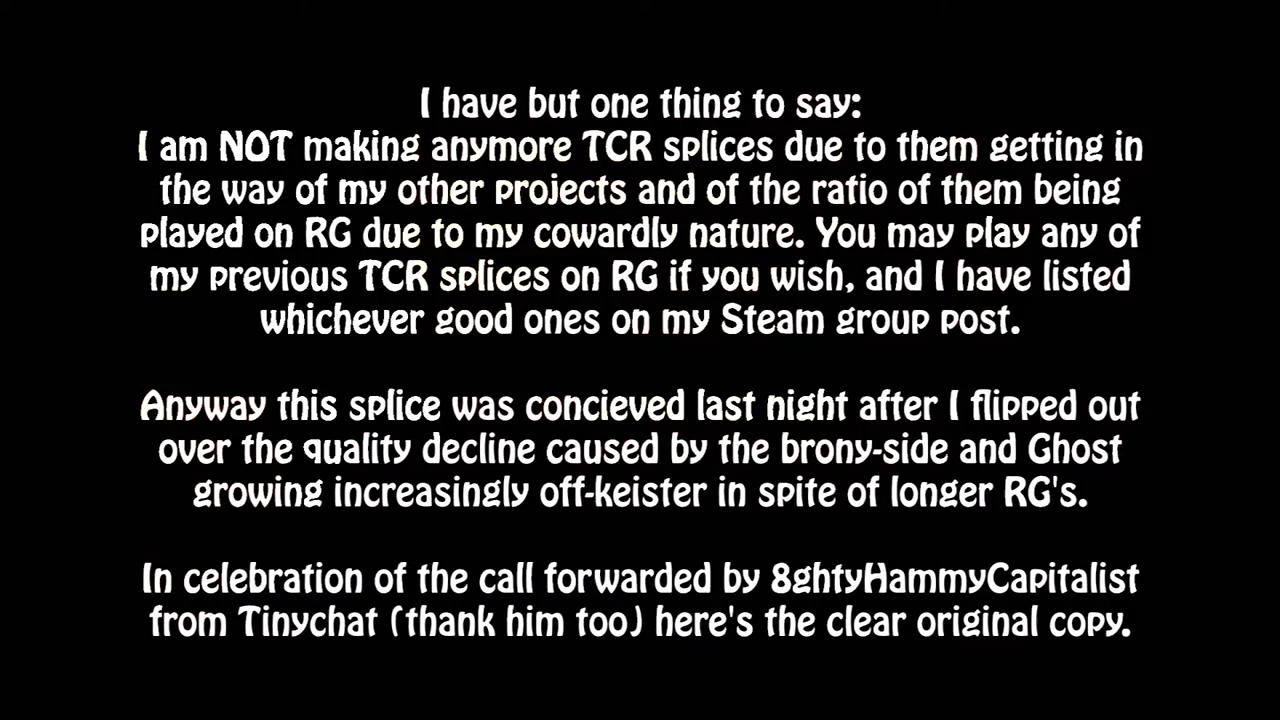 I have but one thing to say:
I am NOT making anymore TCR splices due to them getting in
the way of my other projects and of the ratio of them being
played on RG due to my cowardly nature. You may play any of
my previous TCR splices on RG if you wish, and I have listed
whichever good ones on my Steam group post.
Anyway this splice was concieved last night after I flipped out
over the quality decline caused by the brony-side and Ghost
growing increasingly off-keister in spite of longer RG's.
In celebration of the call forwarded by 8ghtyHammyCapitalist
from Tinychat (thank him too) here's the clear original copy.